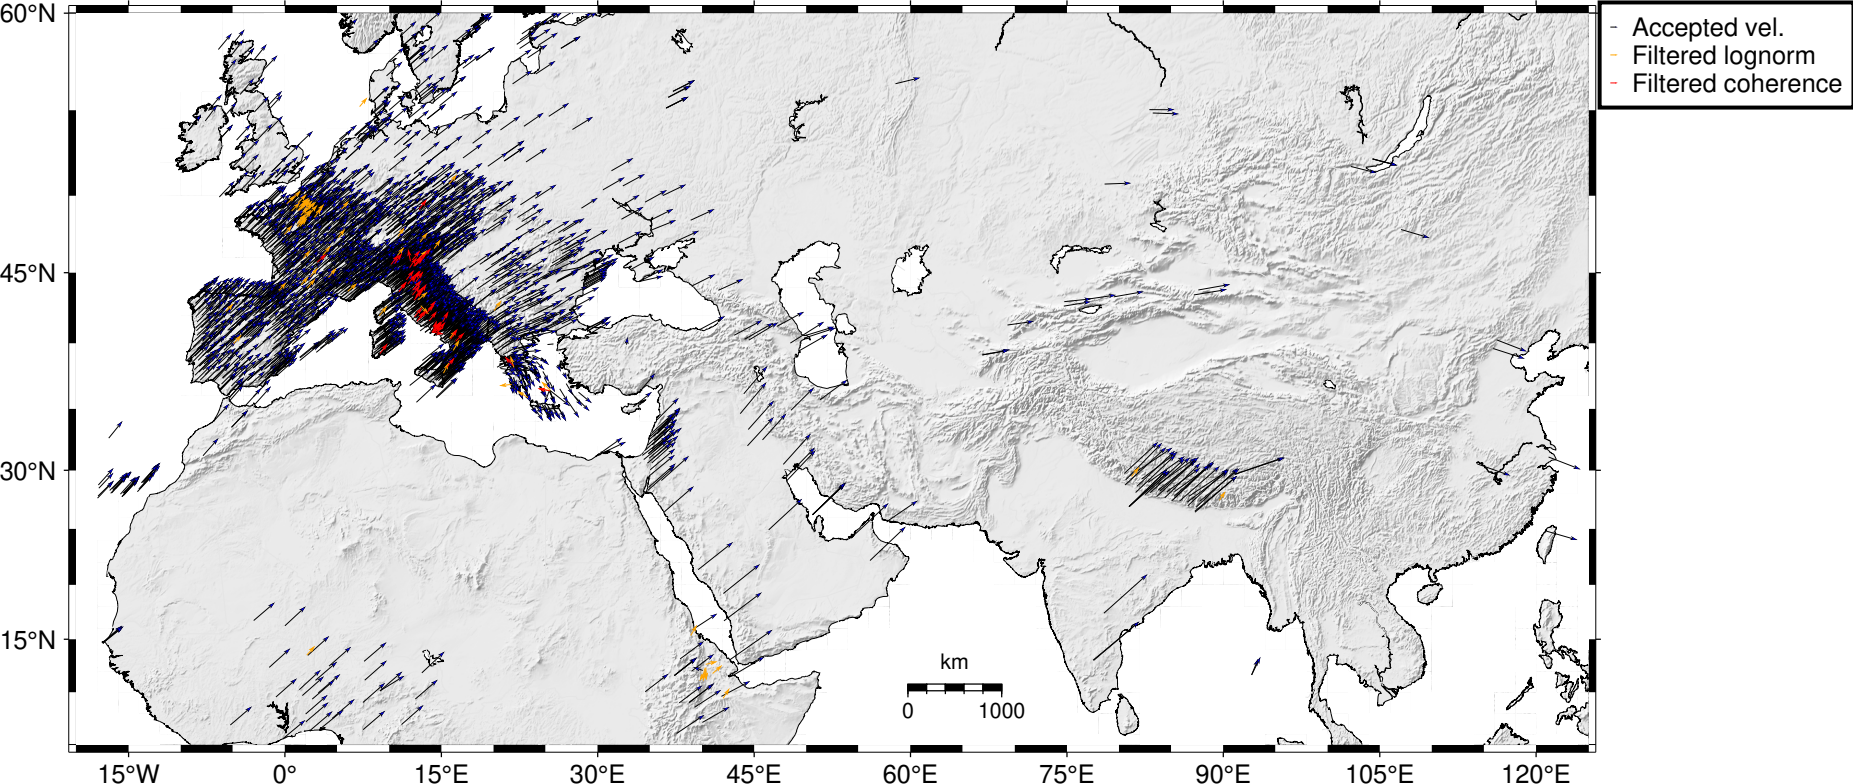 60°N
45°N
30°N
15°N
15°W 0° 15°E 30°E 45°E 60°E 75°E 90°E 105°E 120°E
km
0 1000
Accepted vel.
Filtered lognorm
Filtered coherence